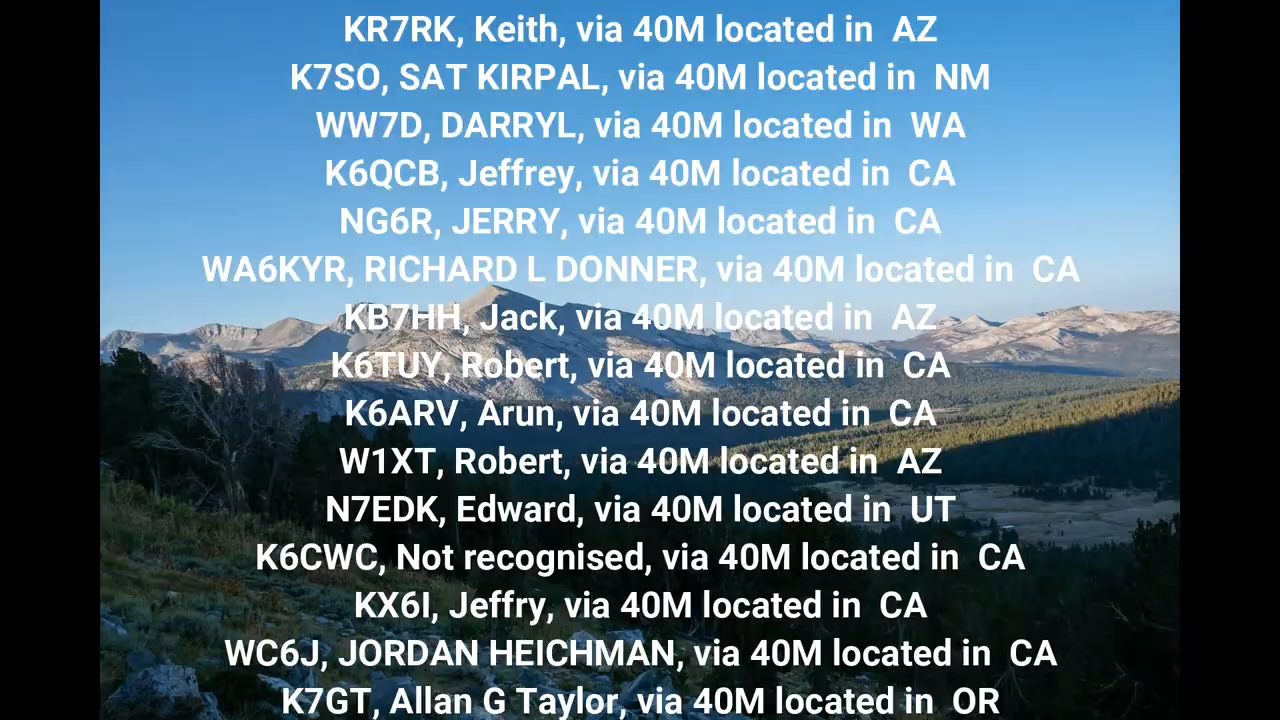 KR7RK, Keith, via 40M located in  AZ
K7SO, SAT KIRPAL, via 40M located in  NM
WW7D, DARRYL, via 40M located in  WA
K6QCB, Jeffrey, via 40M located in  CA
NG6R, JERRY, via 40M located in  CA
WA6KYR, RICHARD L DONNER, via 40M located in  CA
KB7HH, Jack, via 40M located in  AZ
K6TUY, Robert, via 40M located in  CA
K6ARV, Arun, via 40M located in  CA
W1XT, Robert, via 40M located in  AZ
N7EDK, Edward, via 40M located in  UT
K6CWC, Not recognised, via 40M located in  CA
KX6I, Jeffry, via 40M located in  CA
WC6J, JORDAN HEICHMAN, via 40M located in  CA
K7GT, Allan G Taylor, via 40M located in  OR